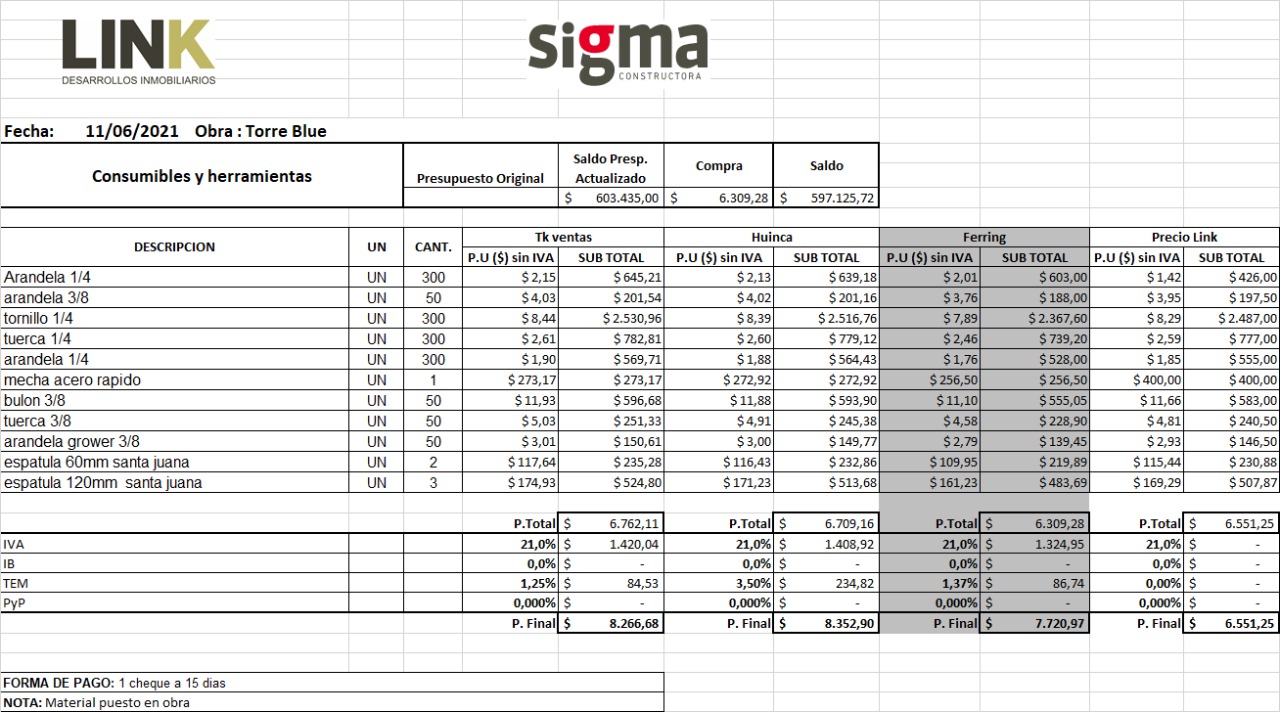 LINK
DESARROLLOS INMOBILIARIOS
sigma
CONSTRUCTORA
Fecha: 11/06/2021 Obra : Torre Blue
Consumibles y herramientas
Presupuesto Original Saldo Presp. Actualizado Compra Saldo
$ 603.435,00 $ 6.309,28 $ 597.125,72
DESCRIPCION UN CANT. Tk ventas Huinca Ferring Precio Link
P.U ($) sin IVA SUB TOTAL P.U ($) sin IVA SUB TOTAL P.U ($) sin IVA SUB TOTAL P.U ($) sin IVA SUB TOTAL
Arandela 1/4 UN 300 $ 2,15 $ 645,21 $ 2,13 $ 639,18 $ 2,01 $ 603,00 $ 1,42 $ 426,00
arandela 3/8 UN 50 $ 4,03 $ 201,54 $ 4,02 $ 201,16 $ 3,76 $ 188,00 $ 3,95 $ 197,50
tornillo 1/4 UN 300 $ 8,44 $ 2.530,96 $ 8,39 $ 2.516,76 $ 7,89 $ 2.367,60 $ 8,29 $ 2.487,00
tuerca 1/4 UN 300 $ 2,61 $ 782,81 $ 2,60 $ 779,12 $ 2,46 $ 739,20 $ 2,59 $ 777,00
arandela 1/4 UN 300 $ 1,90 $ 569,71 $ 1,88 $ 564,43 $ 1,76 $ 528,00 $ 1,85 $ 555,00
mecha acero rapido UN 1 $ 273,17 $ 273,17 $ 272,92 $ 272,92 $ 256,50 $ 256,50 $ 400,00 $ 400,00
bulon 3/8 UN 50 $ 11,93 $ 596,68 $ 11,88 $ 593,90 $ 11,10 $ 555,05 $ 11,66 $ 583,00
tuerca 3/8 UN 50 $ 5,03 $ 251,33 $ 4,91 $ 245,38 $ 4,58 $ 228,90 $ 4,81 $ 240,50
arandela grower 3/8 UN 50 $ 3,01 $ 150,61 $ 3,00 $ 149,77 $ 2,79 $ 139,45 $ 2,93 $ 146,50
espatula 60mm santa juana UN 2 $ 117,64 $ 235,28 $ 116,43 $ 232,86 $ 109,95 $ 219,89 $ 115,44 $ 230,88
espatula 120mm santa juana UN 3 $ 174,93 $ 524,80 $ 171,23 $ 513,68 $ 161,23 $ 483,69 $ 169,29 $ 507,87
P.Total $ 6.762,11 P.Total $ 6.709,16 P.Total $ 6.309,28 P.Total $ 6.551,25
IVA 21,0% $ 1.420,04 21,0% $ 1.408,92 21,0% $ 1.324,95 21,0% $ -
IB 0,0% $ - 0,0% $ - 0,0% $ - 0,0% $ -
TEM 1,25% $ 84,53 3,50% $ 234,82 1,37% $ 86,74 0,00% $ -
PyP 0,000% $ - 0,000% $ - 0,000% $ - 0,000% $ -
P. Final $ 8.266,68 P. Final $ 8.352,90 P. Final $ 7.720,97 P. Final $ 6.551,25
FORMA DE PAGO: 1 cheque a 15 dias
NOTA: Material puesto en obra